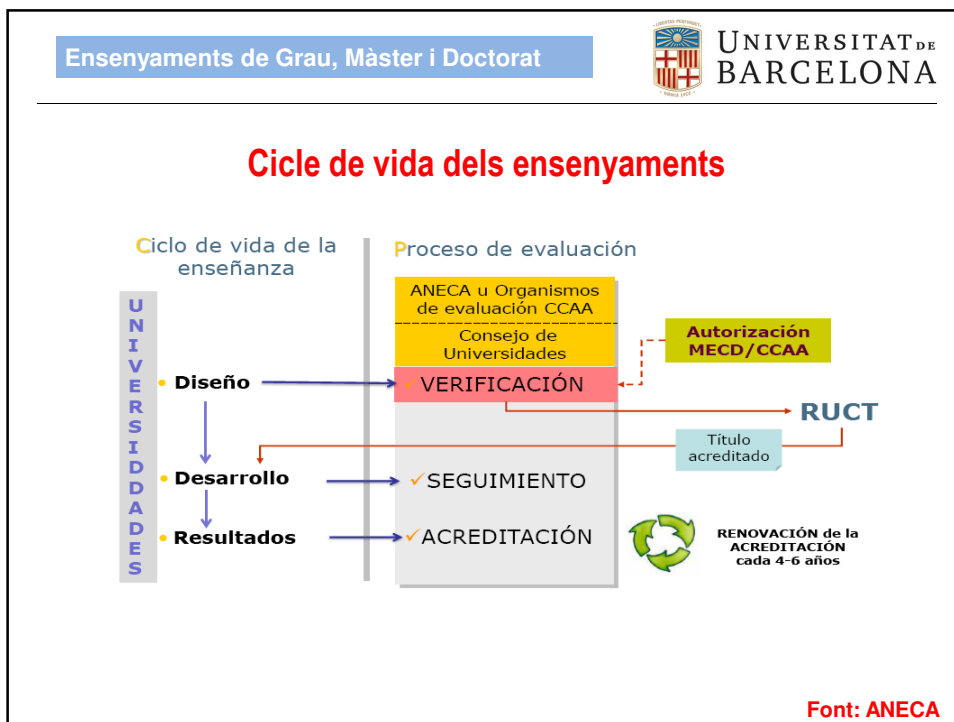 Ensenyaments de Grau, Màster i Doctorat
UNIVERSITAT DE
BARCELONA
Cicle de vida dels ensenyaments
Ciclo de vida de la
enseñanza
Proceso de evaluación
UNIVERSIDDADES
ANECA u Organismos
de evaluación CCAA
Consejo de
Universidades
Autorización
MECD/CCAA
• Diseño
✓VERIFICACIÓN
RUCT
Título
acreditado
• Desarrollo
✓SEGUIMIENTO
• Resultados
✓ACREDITACIÓN
RENOVACIÓN de la
ACREDITACIÓN
cada 4-6 años
Font: ANECA